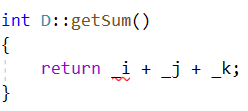 int D::getSum()
{
    return _i + _j + _k;
}